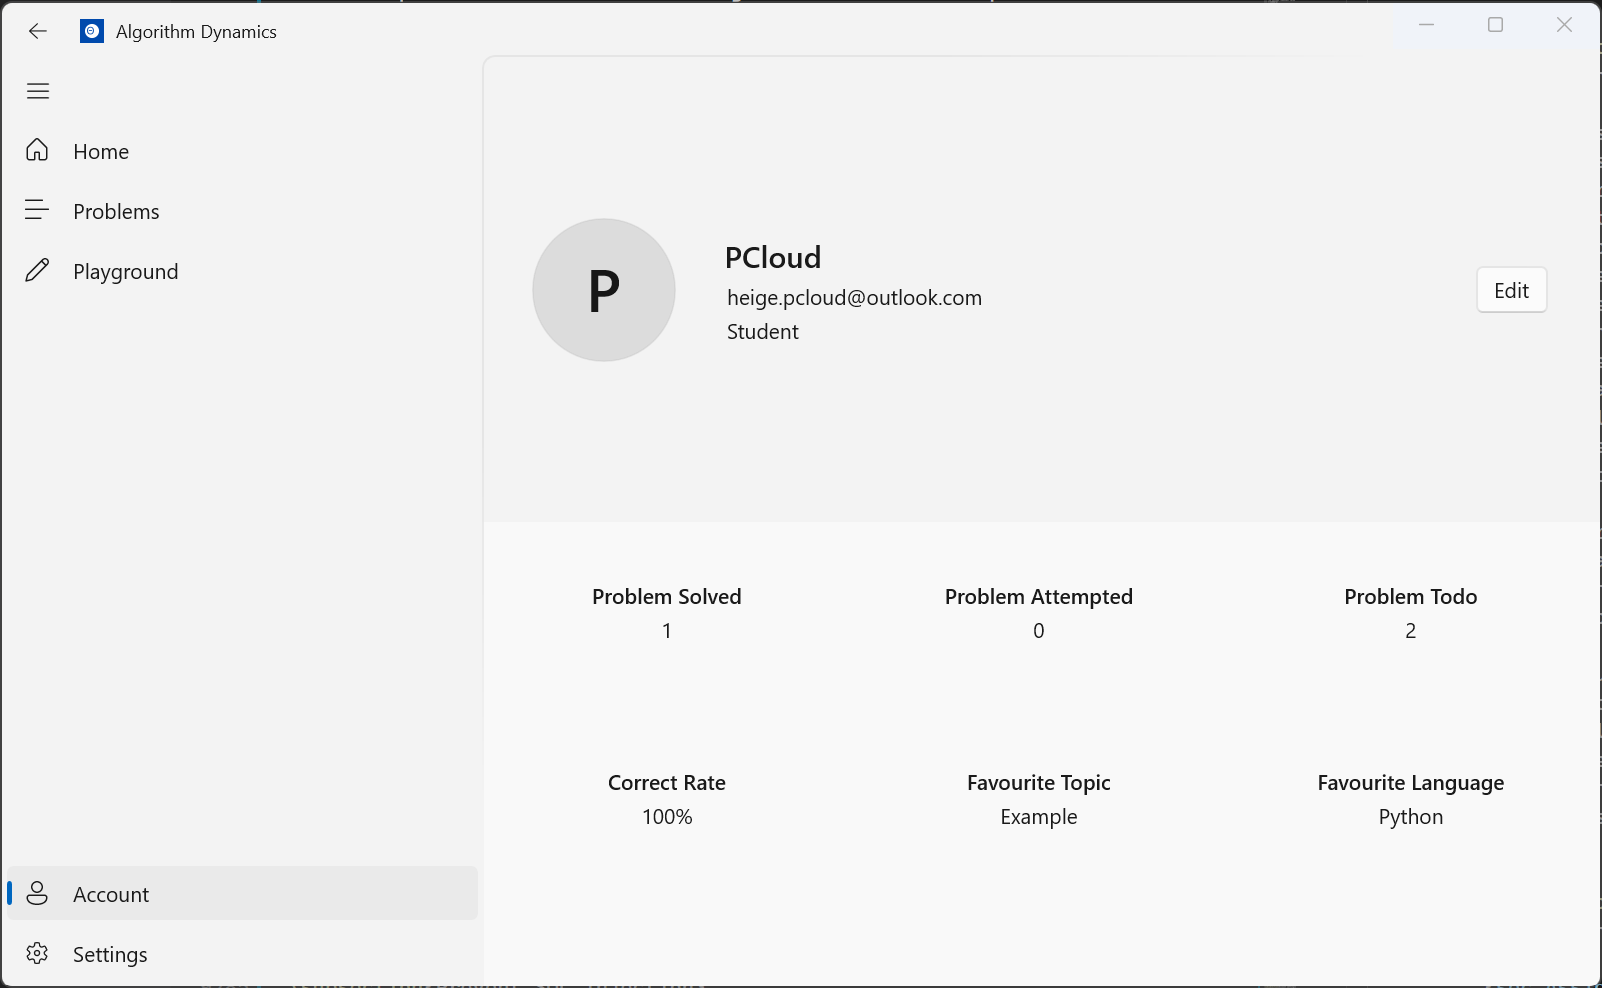 Algorithm Dynamics
Home
Problems
Playground
P
PCloud
heige.pcloud@outlook.com
Student
Edit
Problem Solved
1
Problem Attempted
0
Problem Todo
2
Correct Rate
100%
Favourite Topic
Example
Favourite Language
Python
Account
Settings